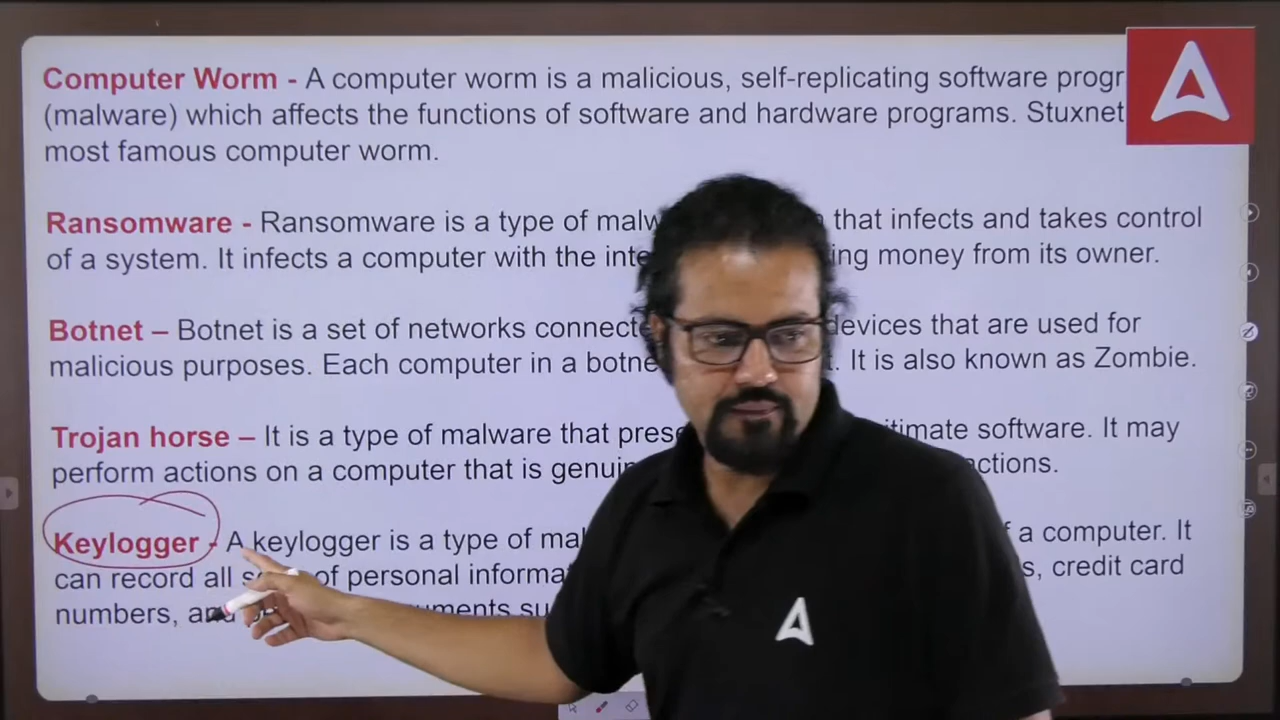 Computer Worm - A computer worm is a malicious, self-replicating software progr
(malware) which affects the functions of software and hardware programs. Stuxnet
most famous computer worm.
Ransomware - Ransomware is a type of malw that infects and takes control
of a system. It infects a computer with the inte ing money from its owner.
Botnet – Botnet is a set of networks connecte devices that are used for
malicious purposes. Each computer in a botne . It is also known as Zombie.
Trojan horse – It is a type of malware that prese itimate software. It may
perform actions on a computer that is genuin actions.
Keylogger - A keylogger is a type of mal a computer. It
can record all of personal informa s, credit card
numbers, an uments su